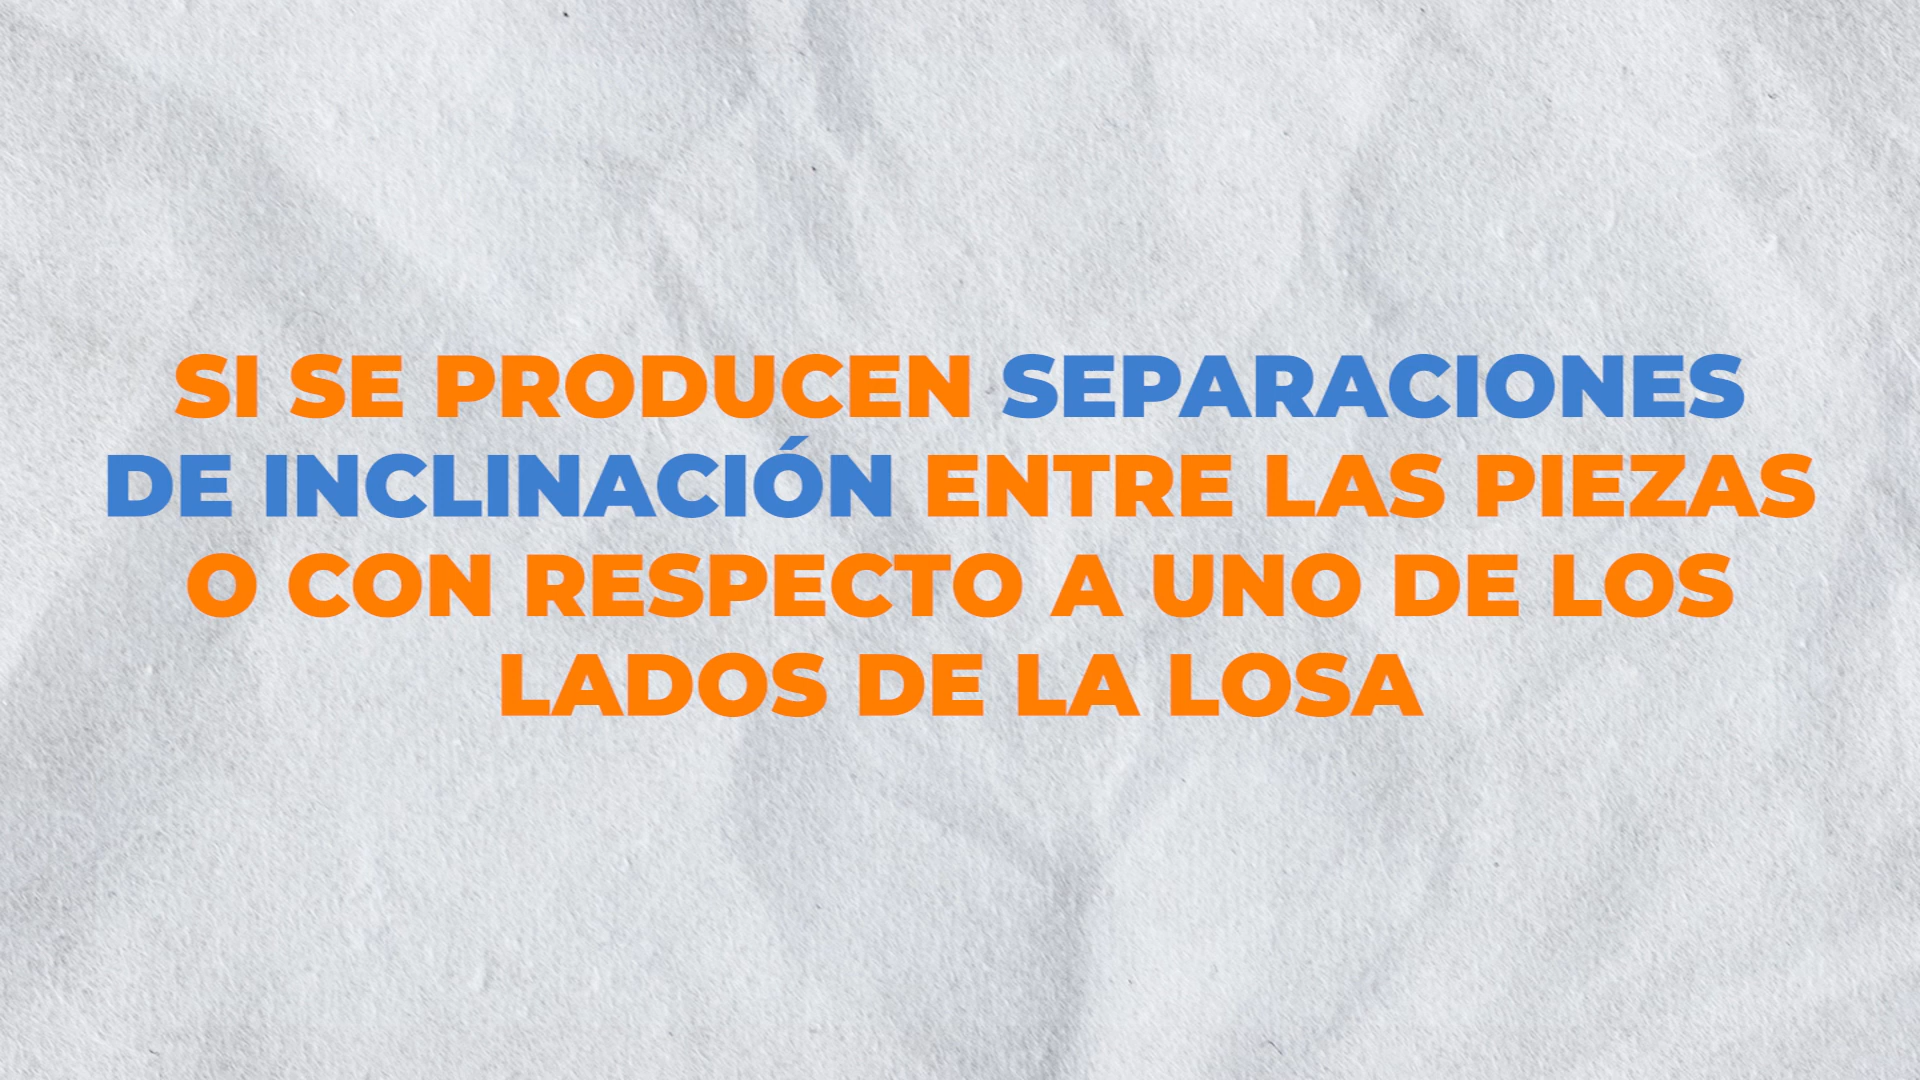 SI SE PRODUCEN SEPARACIONES
DE INCLINACIÓN ENTRE LAS PIEZAS
O CON RESPECTO A UNO DE LOS
LADOS DE LA LOSA